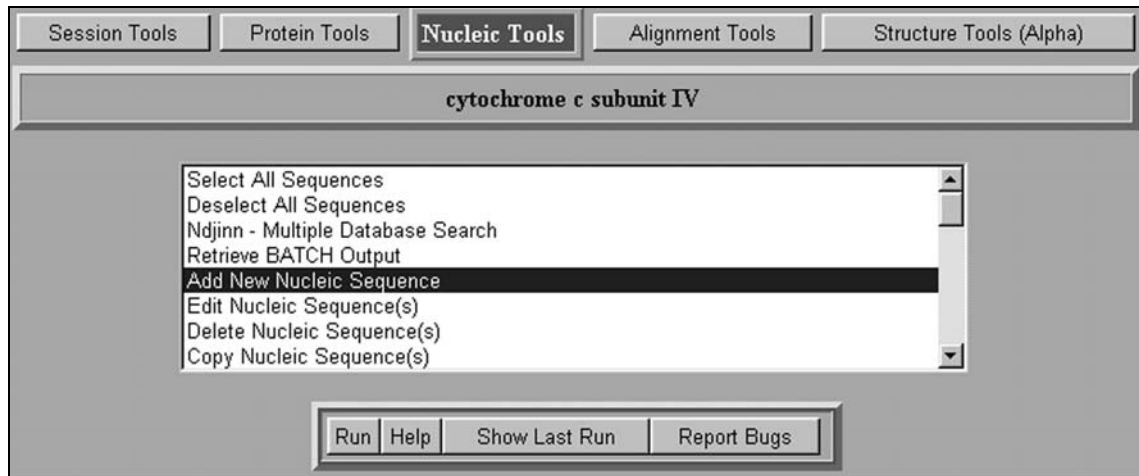 Session Tools Protein Tools Nucleic Tools Alignment Tools Structure Tools (Alpha)
cytochrome c subunit IV
Select All Sequences
Deselect All Sequences
Ndjinn - Multiple Database Search
Retrieve BATCH Output
Add New Nucleic Sequence
Edit Nucleic Sequence(s)
Delete Nucleic Sequence(s)
Copy Nucleic Sequence(s)
Run Help Show Last Run Report Bugs